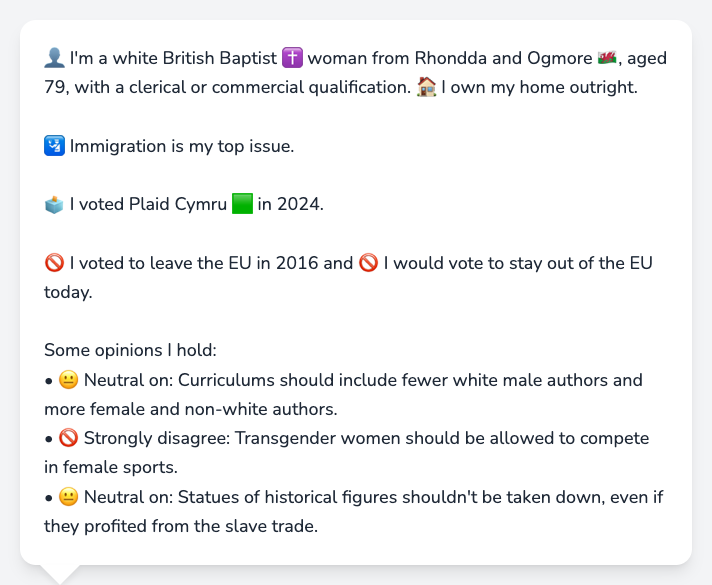 👤 I'm a white British Baptist ✝️ woman from Rhondda and Ogmore 🏴󠁧󠁢󠁷󠁬󠁳󠁿, aged
79, with a clerical or commercial qualification. 🏠 I own my home outright.
🛂 Immigration is my top issue.
🗳️ I voted Plaid Cymru 🟩 in 2024.
🚫 I voted to leave the EU in 2016 and 🚫 I would vote to stay out of the EU
today.
Some opinions I hold:
• 😐 Neutral on: Curriculums should include fewer white male authors and
more female and non-white authors.
• 🚫 Strongly disagree: Transgender women should be allowed to compete
in female sports.
• 😐 Neutral on: Statues of historical figures shouldn't be taken down, even if
they profited from the slave trade.